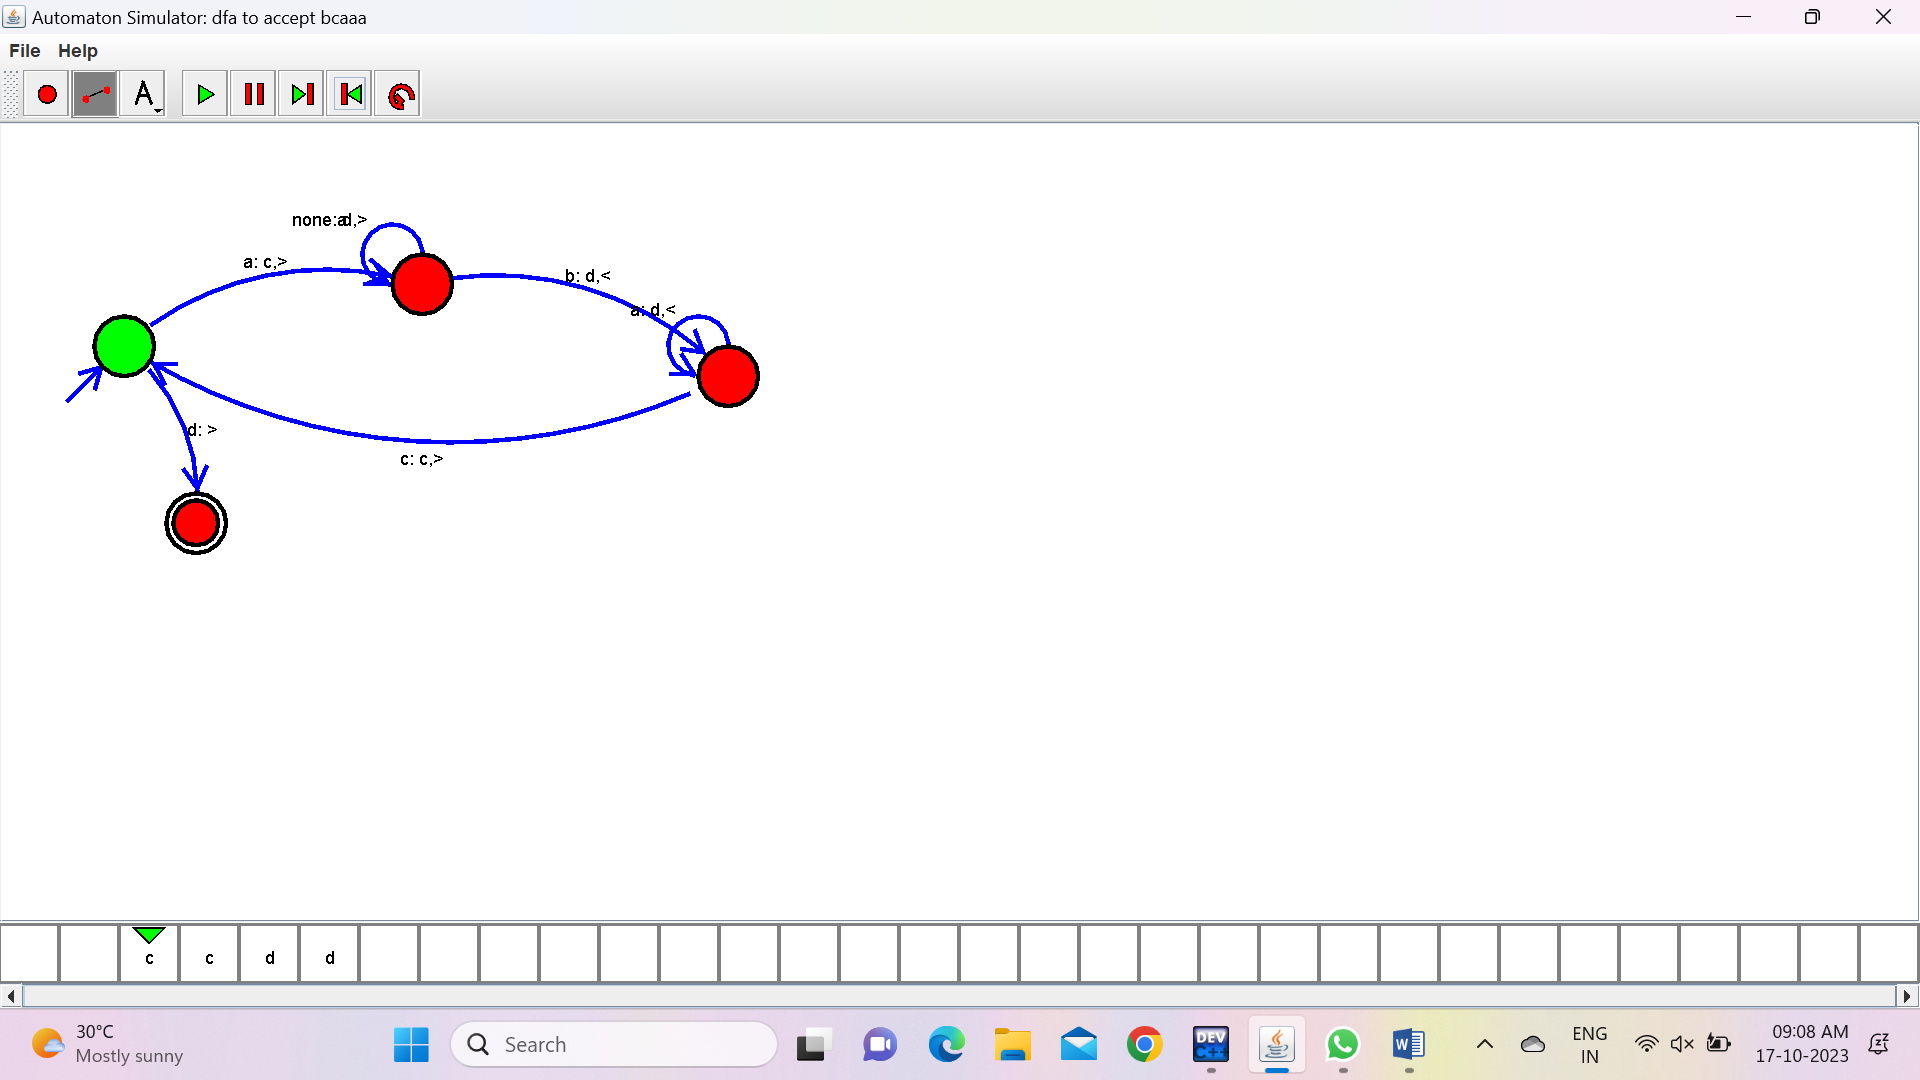 Automaton Simulator: dfa to accept bcaaa
File Help
A
a: d,>
none:
a: c,>
b: d,<
a: d,<
d: >
c: c,>
c c d d
30°C
Mostly sunny
Search
DEV
C++
W
ENG
IN
09:08 AM
17-10-2023